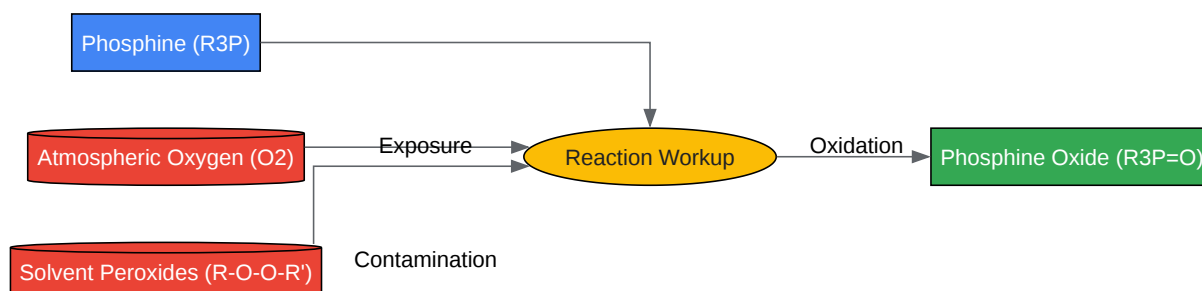 Phosphine (R3P)
Atmospheric Oxygen (O2)
Exposure
Reaction Workup
Oxidation
Phosphine Oxide (R3P=O)
Solvent Peroxides (R-O-O-R')
Contamination